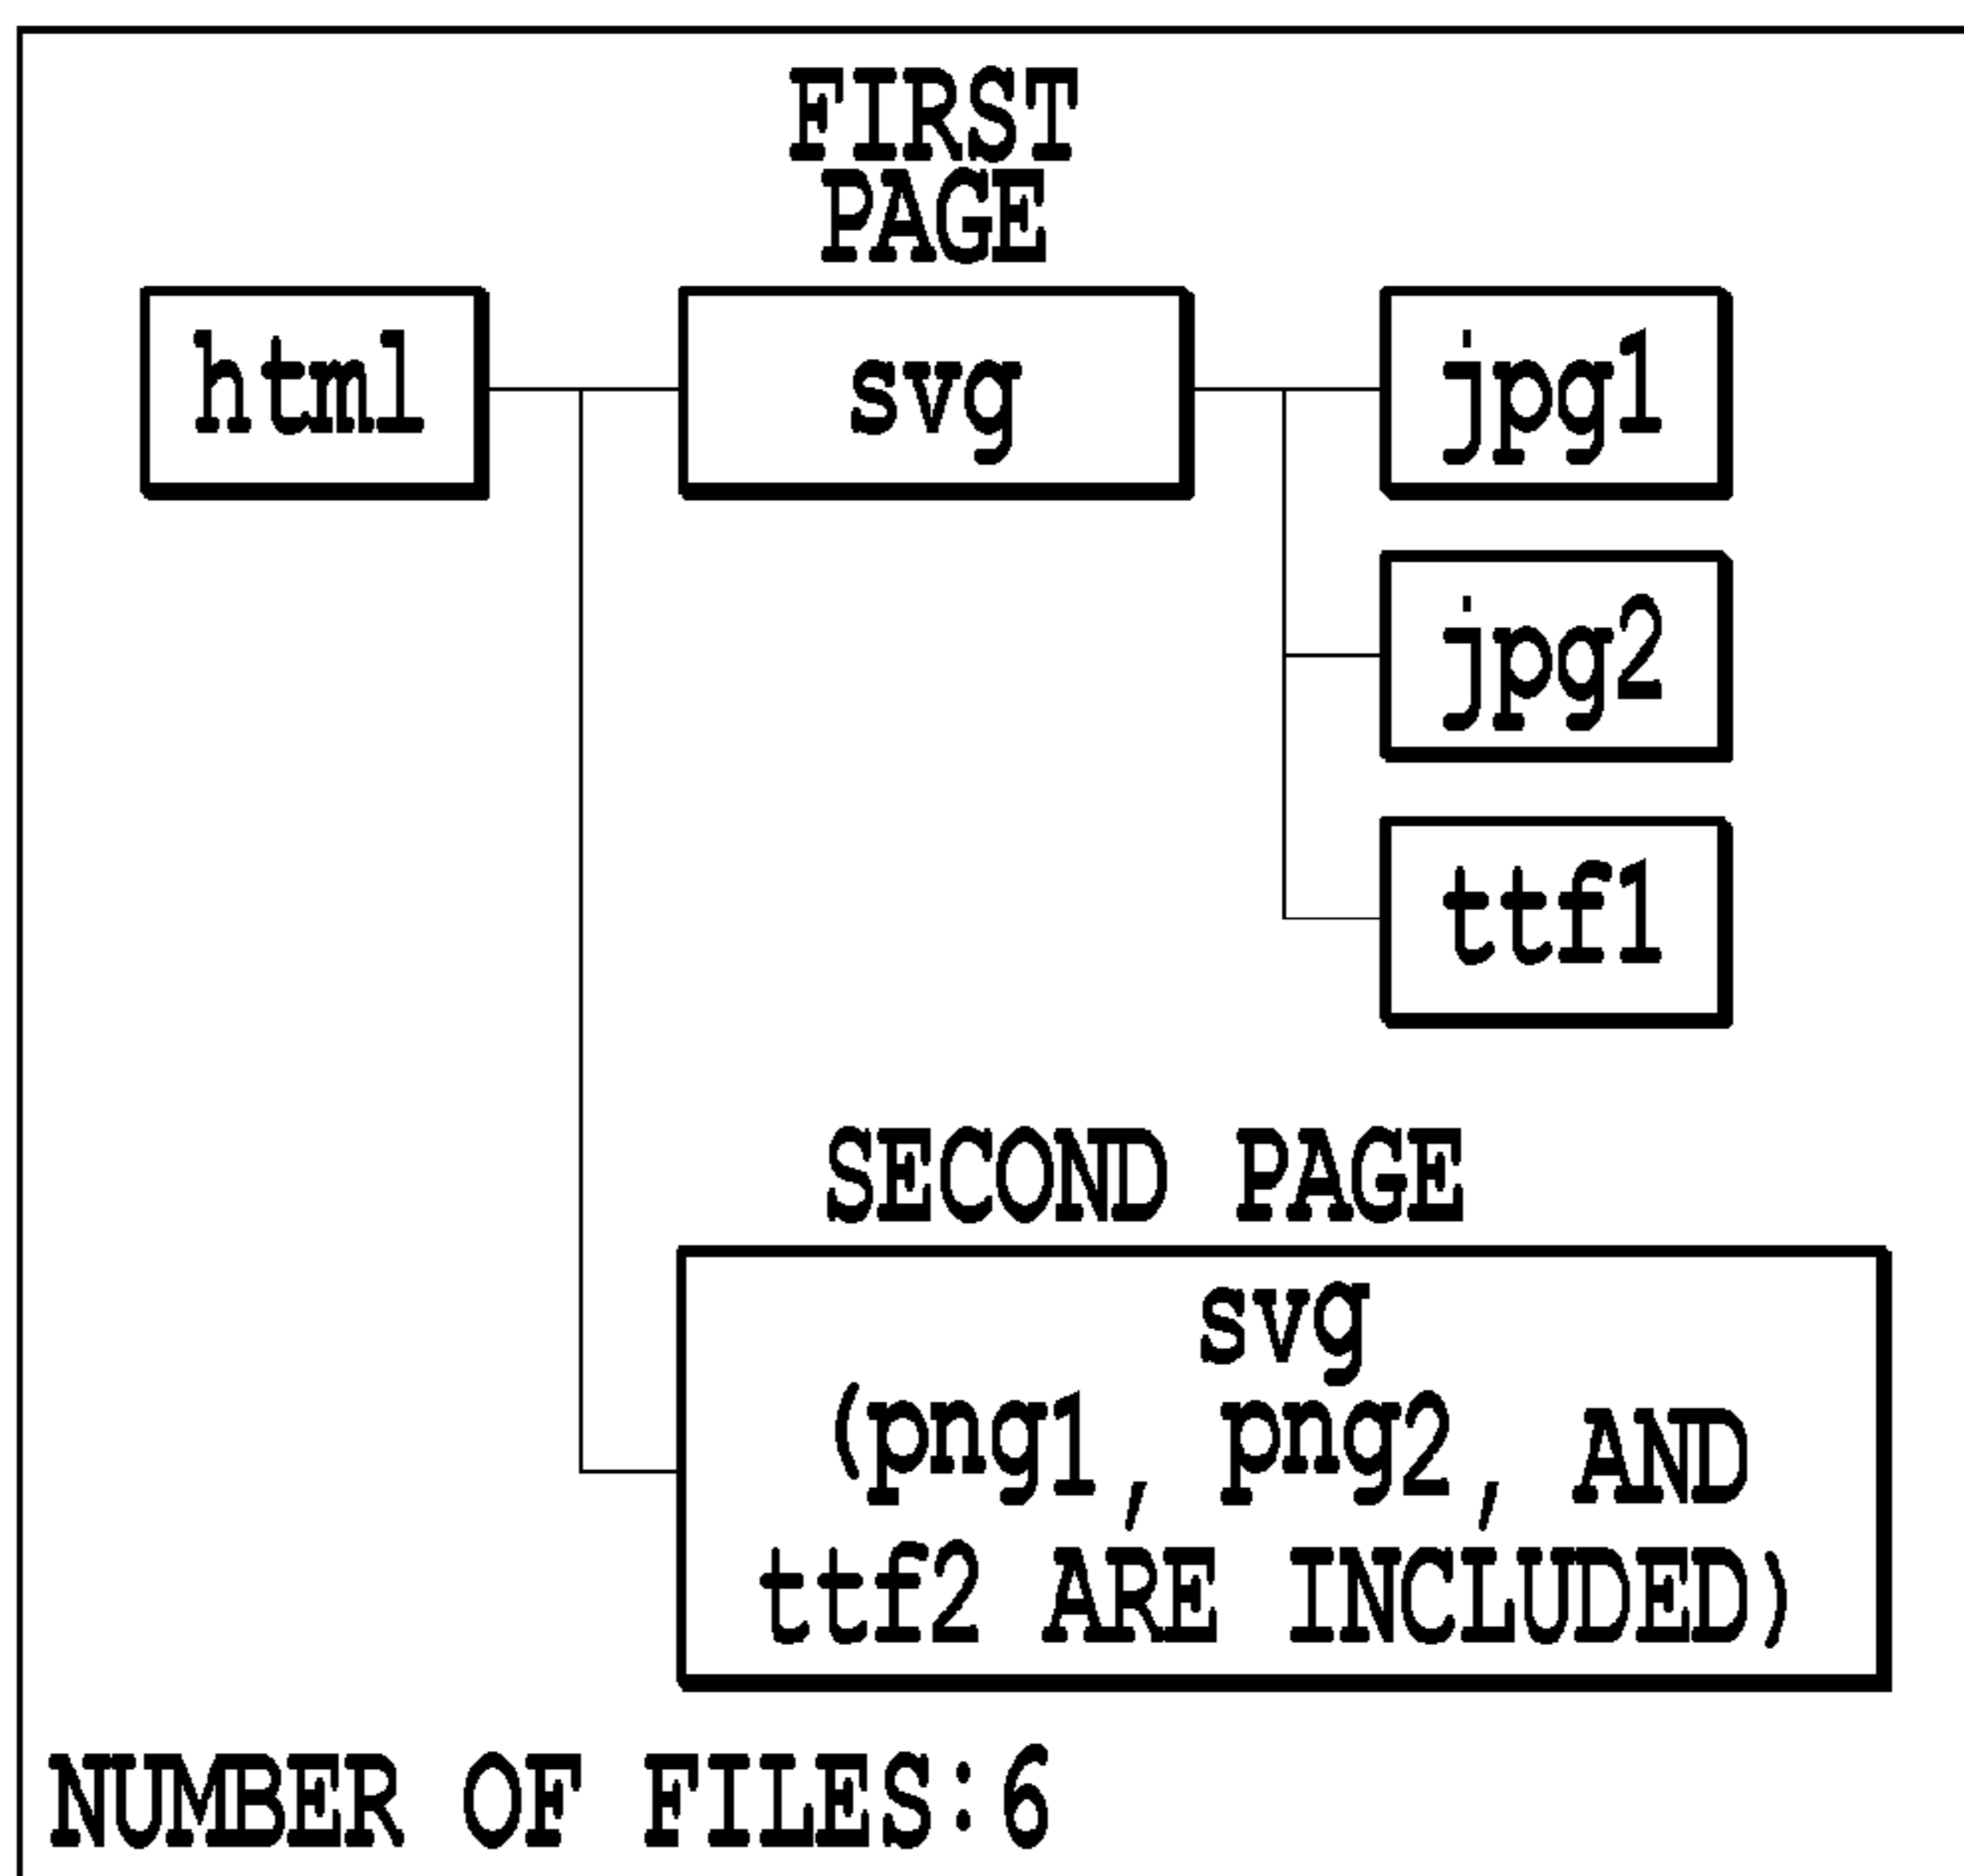 FIRST
PAGE
html
svg
jpg1
jpg2
ttf1
SECOND PAGE
svg
(png1, png2, AND
ttf2 ARE INCLUDED)
NUMBER OF FILES:6